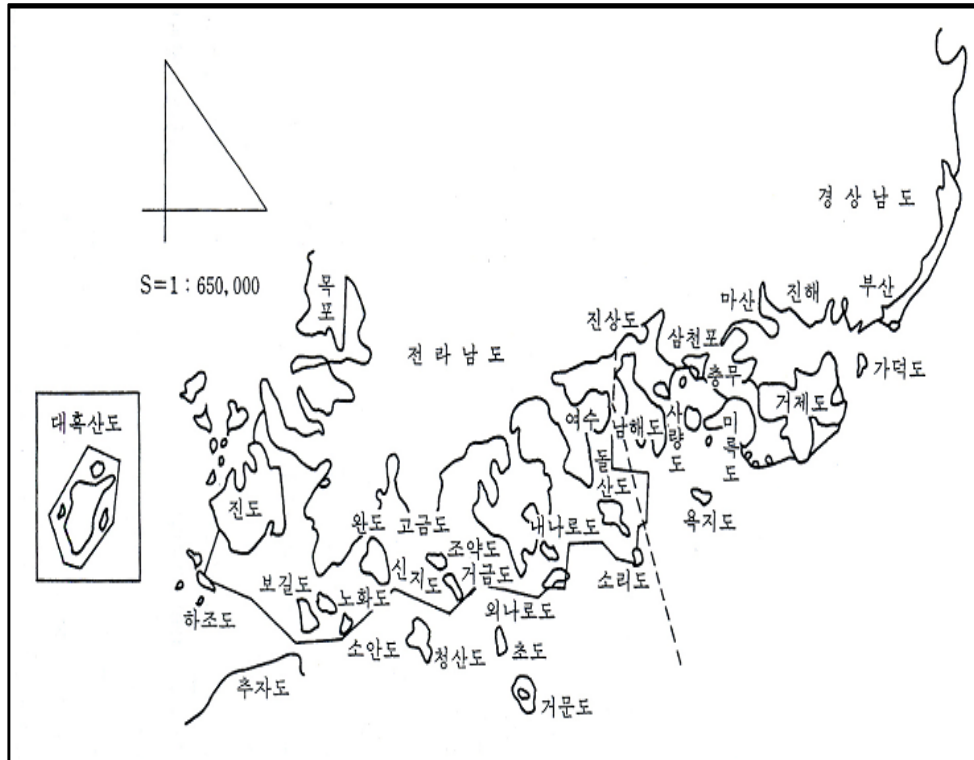 경상남도
S=1 : 650,000
목포
마산
진해
부산
진상도
삼천포
전라남도
충무
가덕도
대흑산도
여수
남해도
사량도
미륵도
거제도
돌산도
진도
욕지도
완도
고금도
내나로도
조약도
신지도
거금도
소리도
보길도
노화도
외나로도
하조도
소안도
청산도
초도
추자도
거문도